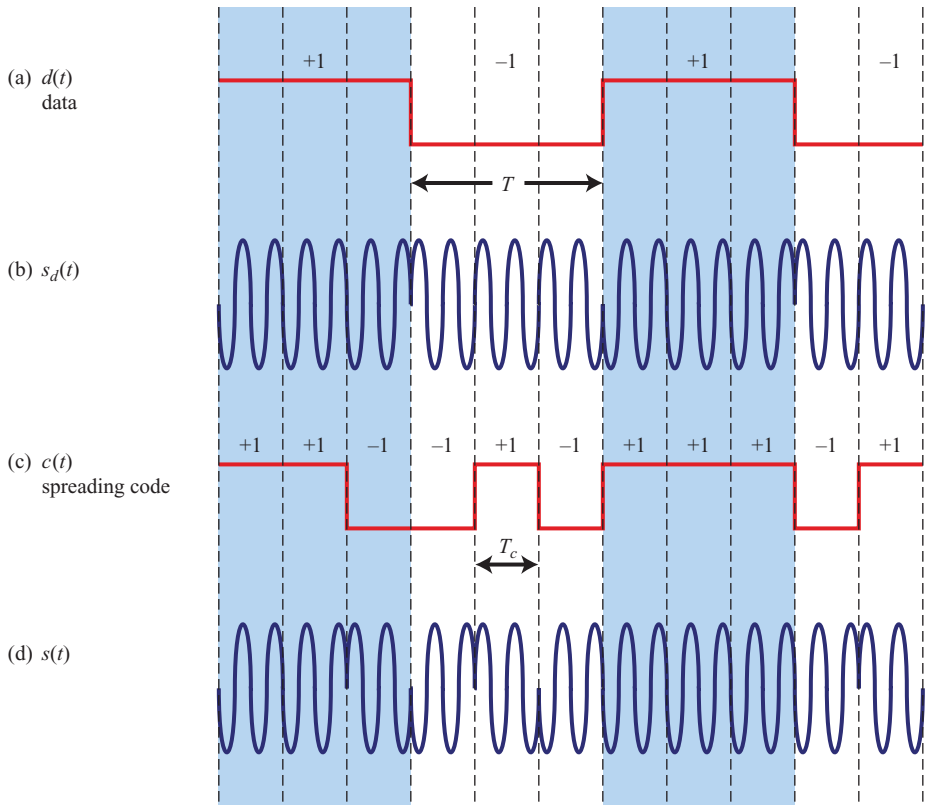 +1 –1 +1 –1
(a) d(t)
data
T
(b) s_d(t)
+1 +1 –1 –1 +1 –1 +1 +1 +1 –1 +1
(c) c(t)
spreading code
T_c
(d) s(t)